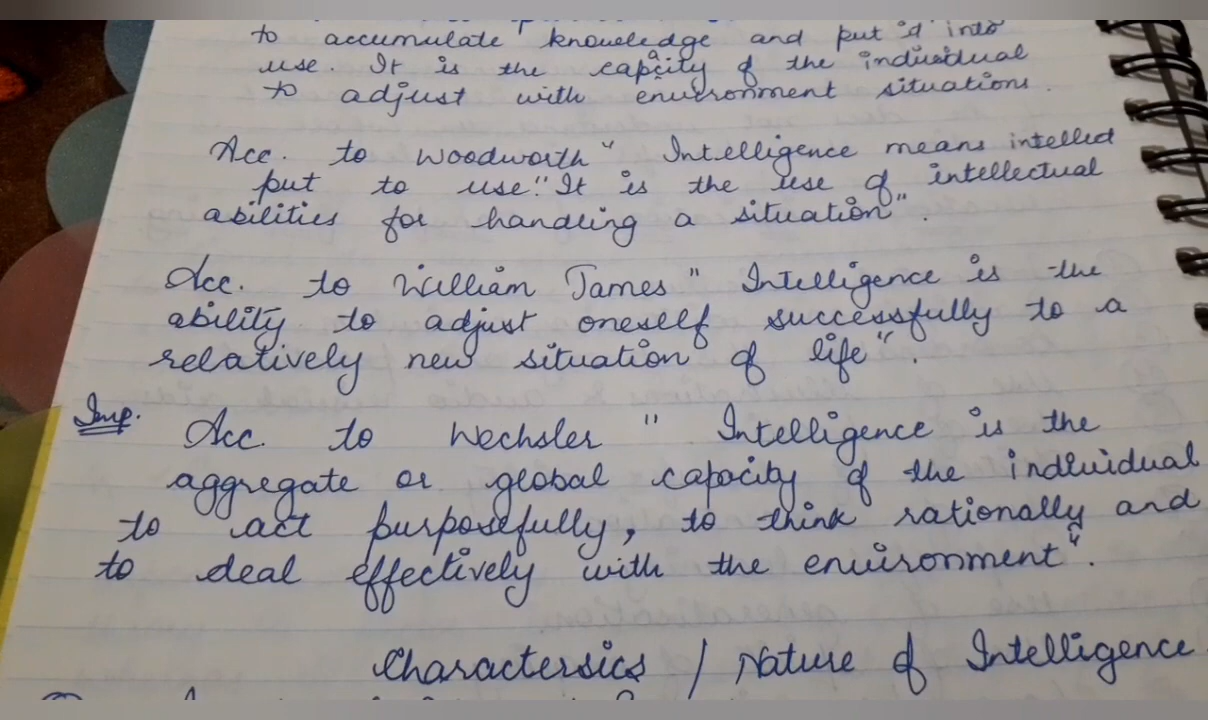 to accumulate knowledge and put it into
use. It is the capacity of the individual
to adjust with environment situations.
Acc. to Woodworth " Intelligence means intellect
put to use." It is the use of intellectual
abilities for handling a situation".
Acc. to William James " Intelligence is the
ability to adjust oneself successfully to a
relatively new situation of life".
Imp.
Acc. to Wechsler " Intelligence is the
aggregate or global capacity of the individual
to act purposefully, to think rationally and
to deal effectively with the environment".
Charactersics / Nature of Intelligence